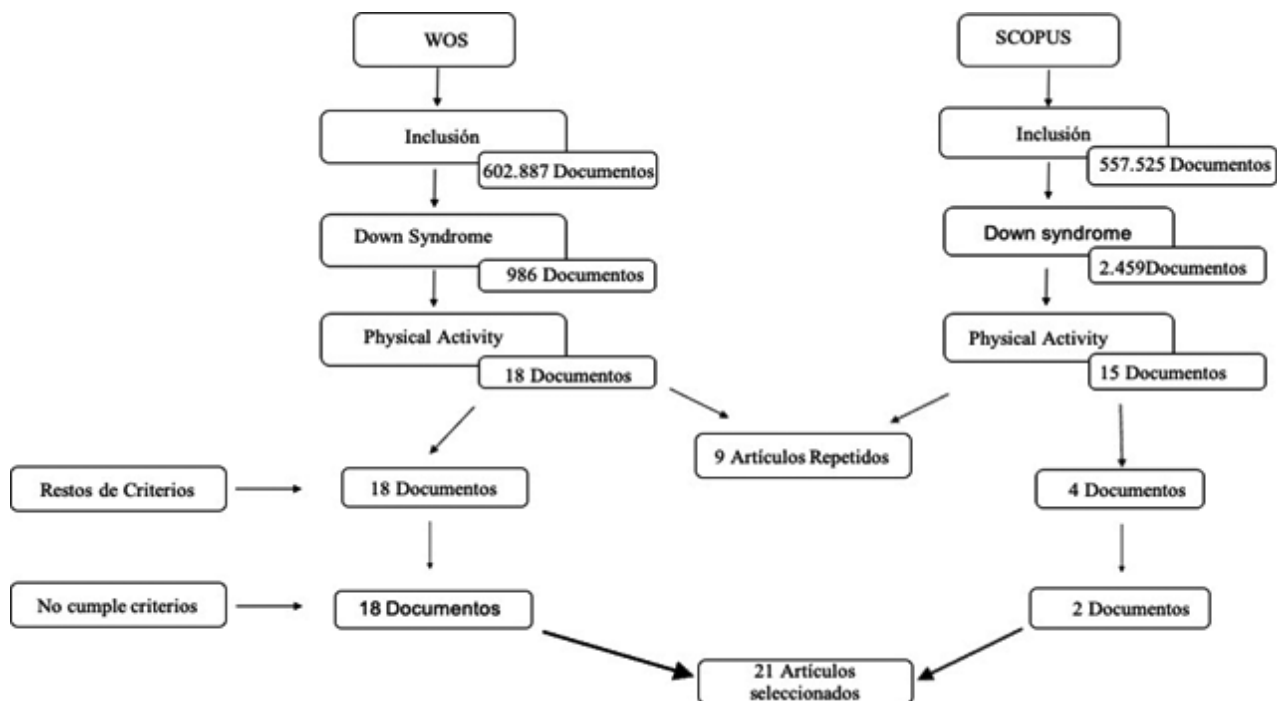 WOS
SCOPUS
Inclusión
602.887 Documentos
Inclusión
557.525 Documentos
Down Syndrome
986 Documentos
Down syndrome
2.459Documentos
Physical Activity
18 Documentos
Physical Activity
15 Documentos
9 Artículos Repetidos
Restos de Criterios
18 Documentos
4 Documentos
No cumple criterios
18 Documentos
2 Documentos
21 Artículos
seleccionados